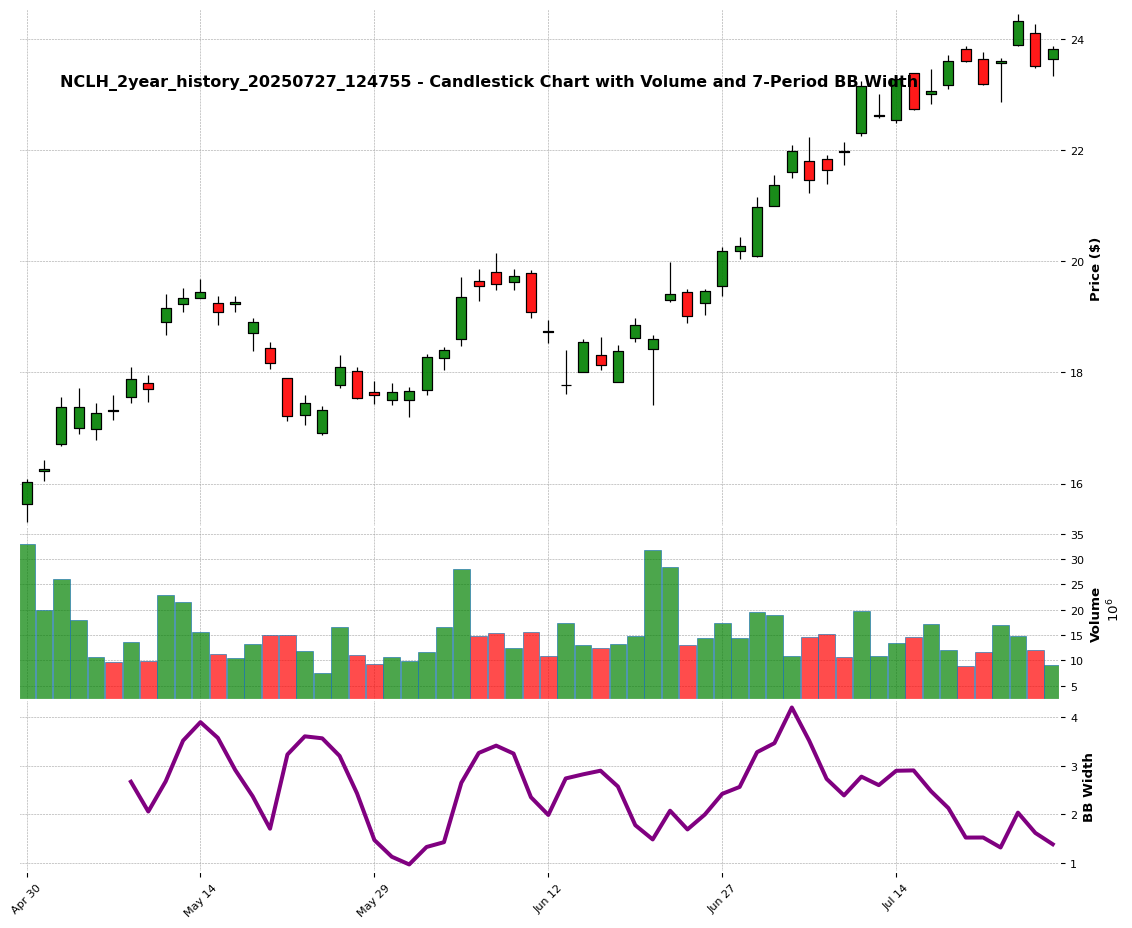 NCLH_2year_history_20250727_124755 - Candlestick Chart with Volume and 7-Period BB Width
24
22
20
18
16
Price ($)
35
30
25
20
15
10
5
Volume
10^6
4
3
2
1
BB Width
Apr 30
May 14
May 29
Jun 12
Jun 27
Jul 14